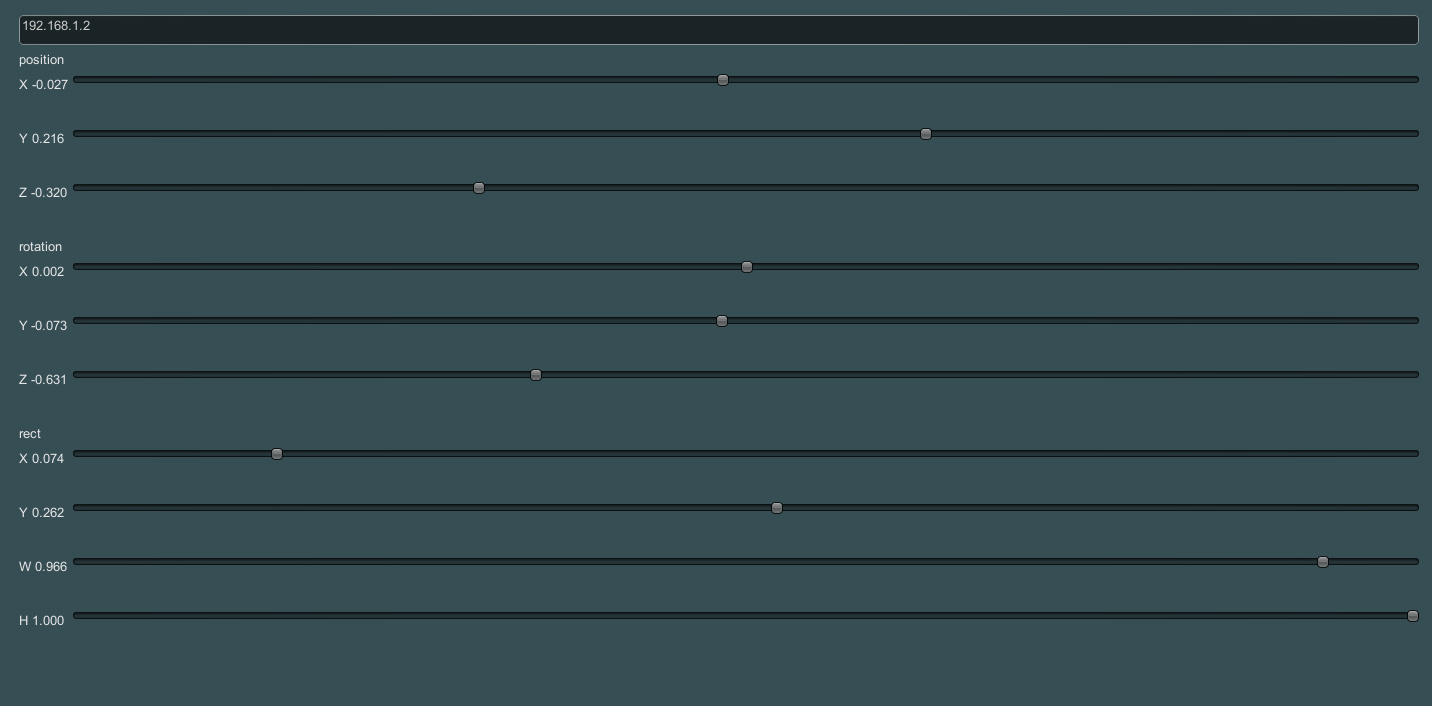 192.168.1.2
position
X -0.027
Y 0.216
Z -0.320
rotation
X 0.002
Y -0.073
Z -0.631
rect
X 0.074
Y 0.262
W 0.966
H 1.000